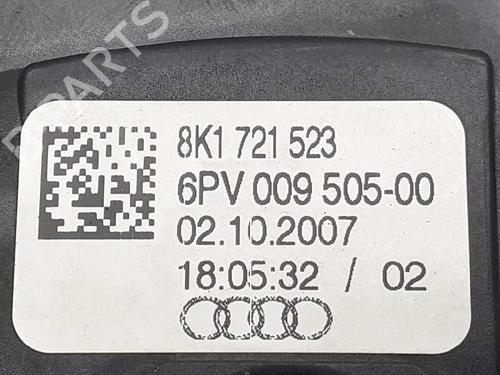 8K1 721 523
6PV 009 505-00
02.10.2007
18:05:32 / 02